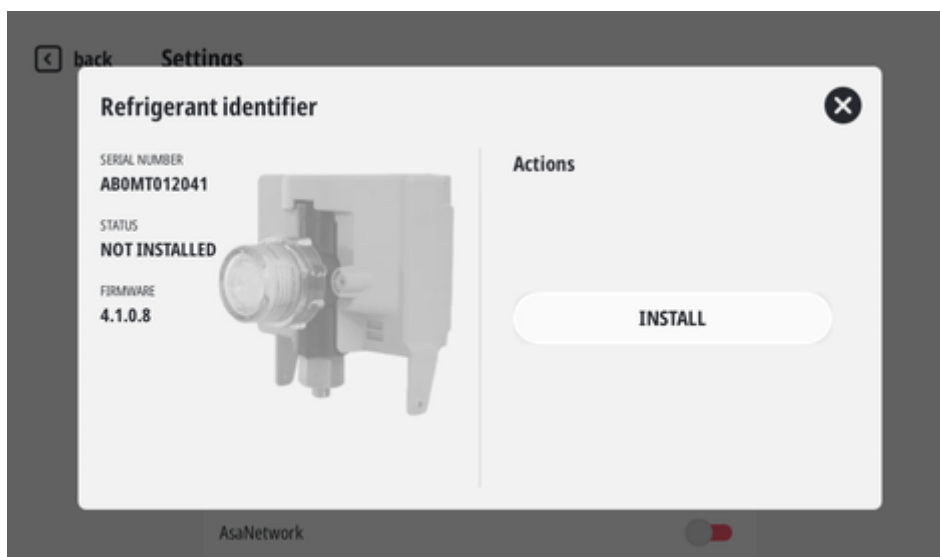 back Settings
Refrigerant identifier
SERIAL NUMBER
AB0MT012041
STATUS
NOT INSTALLED
FIRMWARE
4.1.0.8
Actions
INSTALL
AsaNetwork